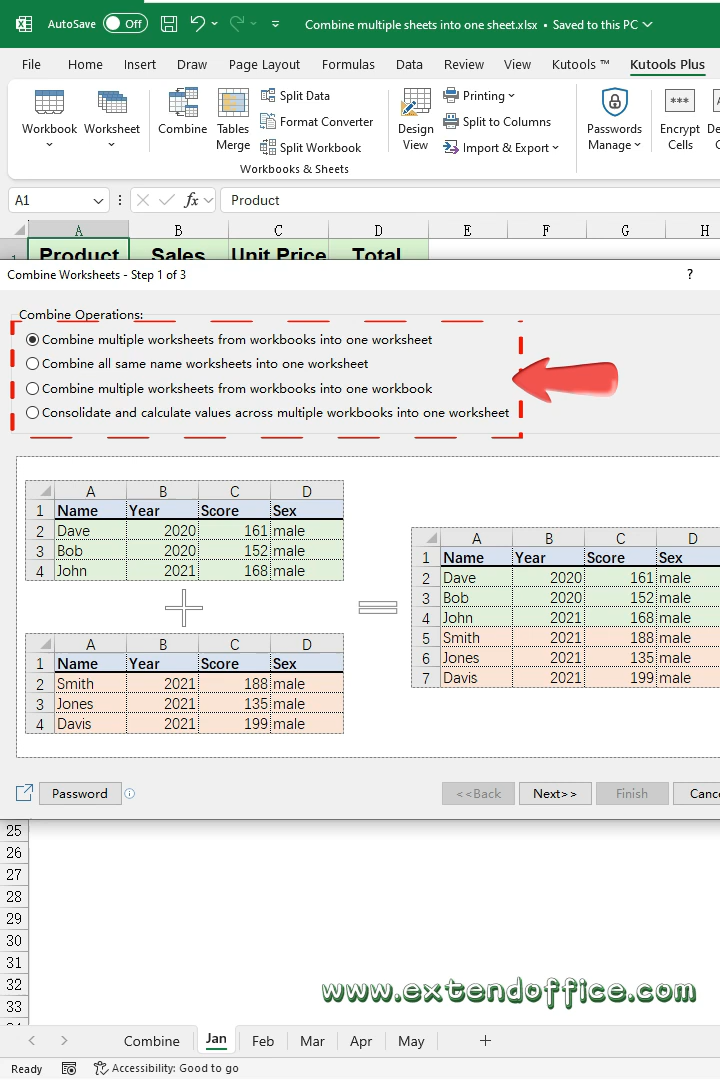 AutoSave Off Combine multiple sheets into one sheet.xlsx • Saved to this PC
File Home Insert Draw Page Layout Formulas Data Review View Kutools ™ Kutools Plus
Workbook Worksheet Combine Tables Merge Split Data Format Converter Split Workbook Design View Printing Split to Columns Import & Export Passwords Manage Encrypt Cells
Workbooks & Sheets
A1 fx Product
A B C D E F G H
1 Product Sales Unit Price Total
Combine Worksheets - Step 1 of 3 ?
Combine Operations:
Combine multiple worksheets from workbooks into one worksheet
Combine all same name worksheets into one worksheet
Combine multiple worksheets from workbooks into one workbook
Consolidate and calculate values across multiple workbooks into one worksheet
A B C D
1 Name Year Score Sex
2 Dave 2020 161 male
3 Bob 2020 152 male
4 John 2021 168 male
A B C D
1 Name Year Score Sex
2 Smith 2021 188 male
3 Jones 2021 135 male
4 Davis 2021 199 male
A B C D
1 Name Year Score Sex
2 Dave 2020 161 male
3 Bob 2020 152 male
4 John 2021 168 male
5 Smith 2021 188 male
6 Jones 2021 135 male
7 Davis 2021 199 male
Password <<Back Next>> Finish Canc
25
26
27
28
29
30
31
32
33
www.extendoffice.com
Combine Jan Feb Mar Apr May +
Ready Accessibility: Good to go